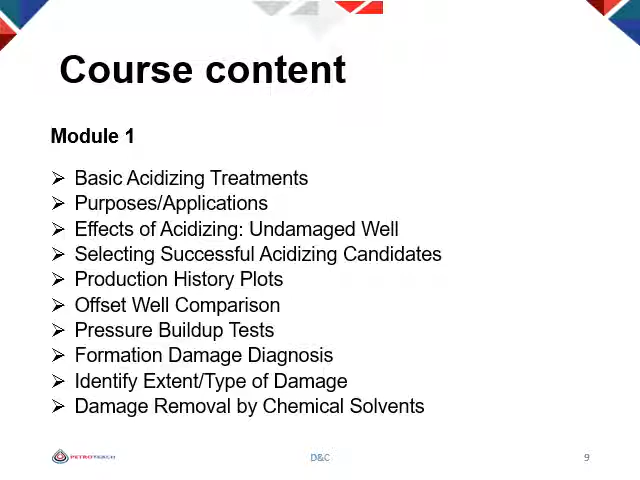 Course content
Module 1
➢ Basic Acidizing Treatments
➢ Purposes/Applications
➢ Effects of Acidizing: Undamaged Well
➢ Selecting Successful Acidizing Candidates
➢ Production History Plots
➢ Offset Well Comparison
➢ Pressure Buildup Tests
➢ Formation Damage Diagnosis
➢ Identify Extent/Type of Damage
➢ Damage Removal by Chemical Solvents
D&C
9